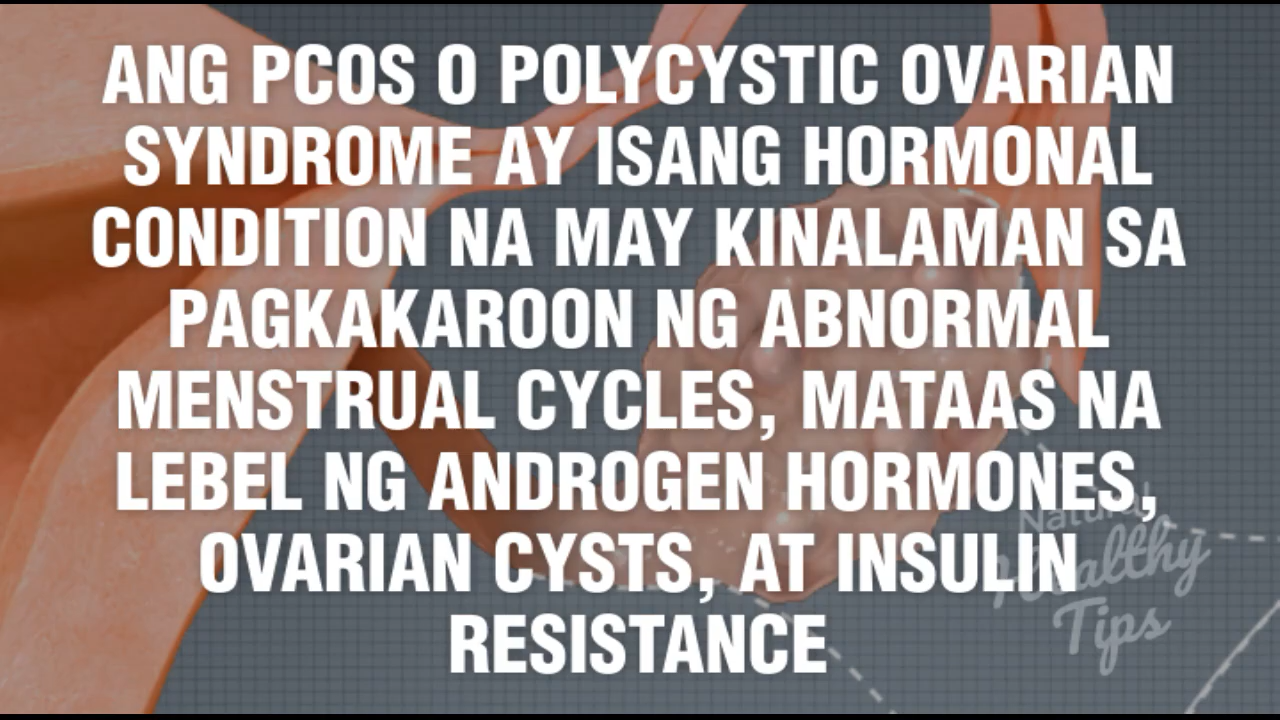 ANG PCOS O POLYCYSTIC OVARIAN
SYNDROME AY ISANG HORMONAL
CONDITION NA MAY KINALAMAN SA
PAGKAKAROON NG ABNORMAL
MENSTRUAL CYCLES, MATAAS NA
LEBEL NG ANDROGEN HORMONES,
OVARIAN CYSTS, AT INSULIN
RESISTANCE
Natural
Healthy
Tips